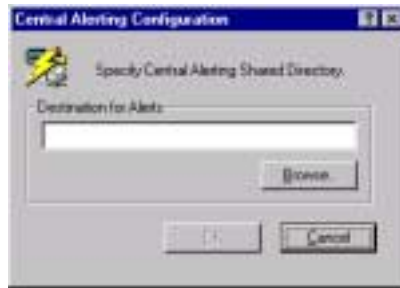 Central Alerting Configuration
Specify Central Alerting Shared Directory.
Destination for Alerts
Browse...
Cancel